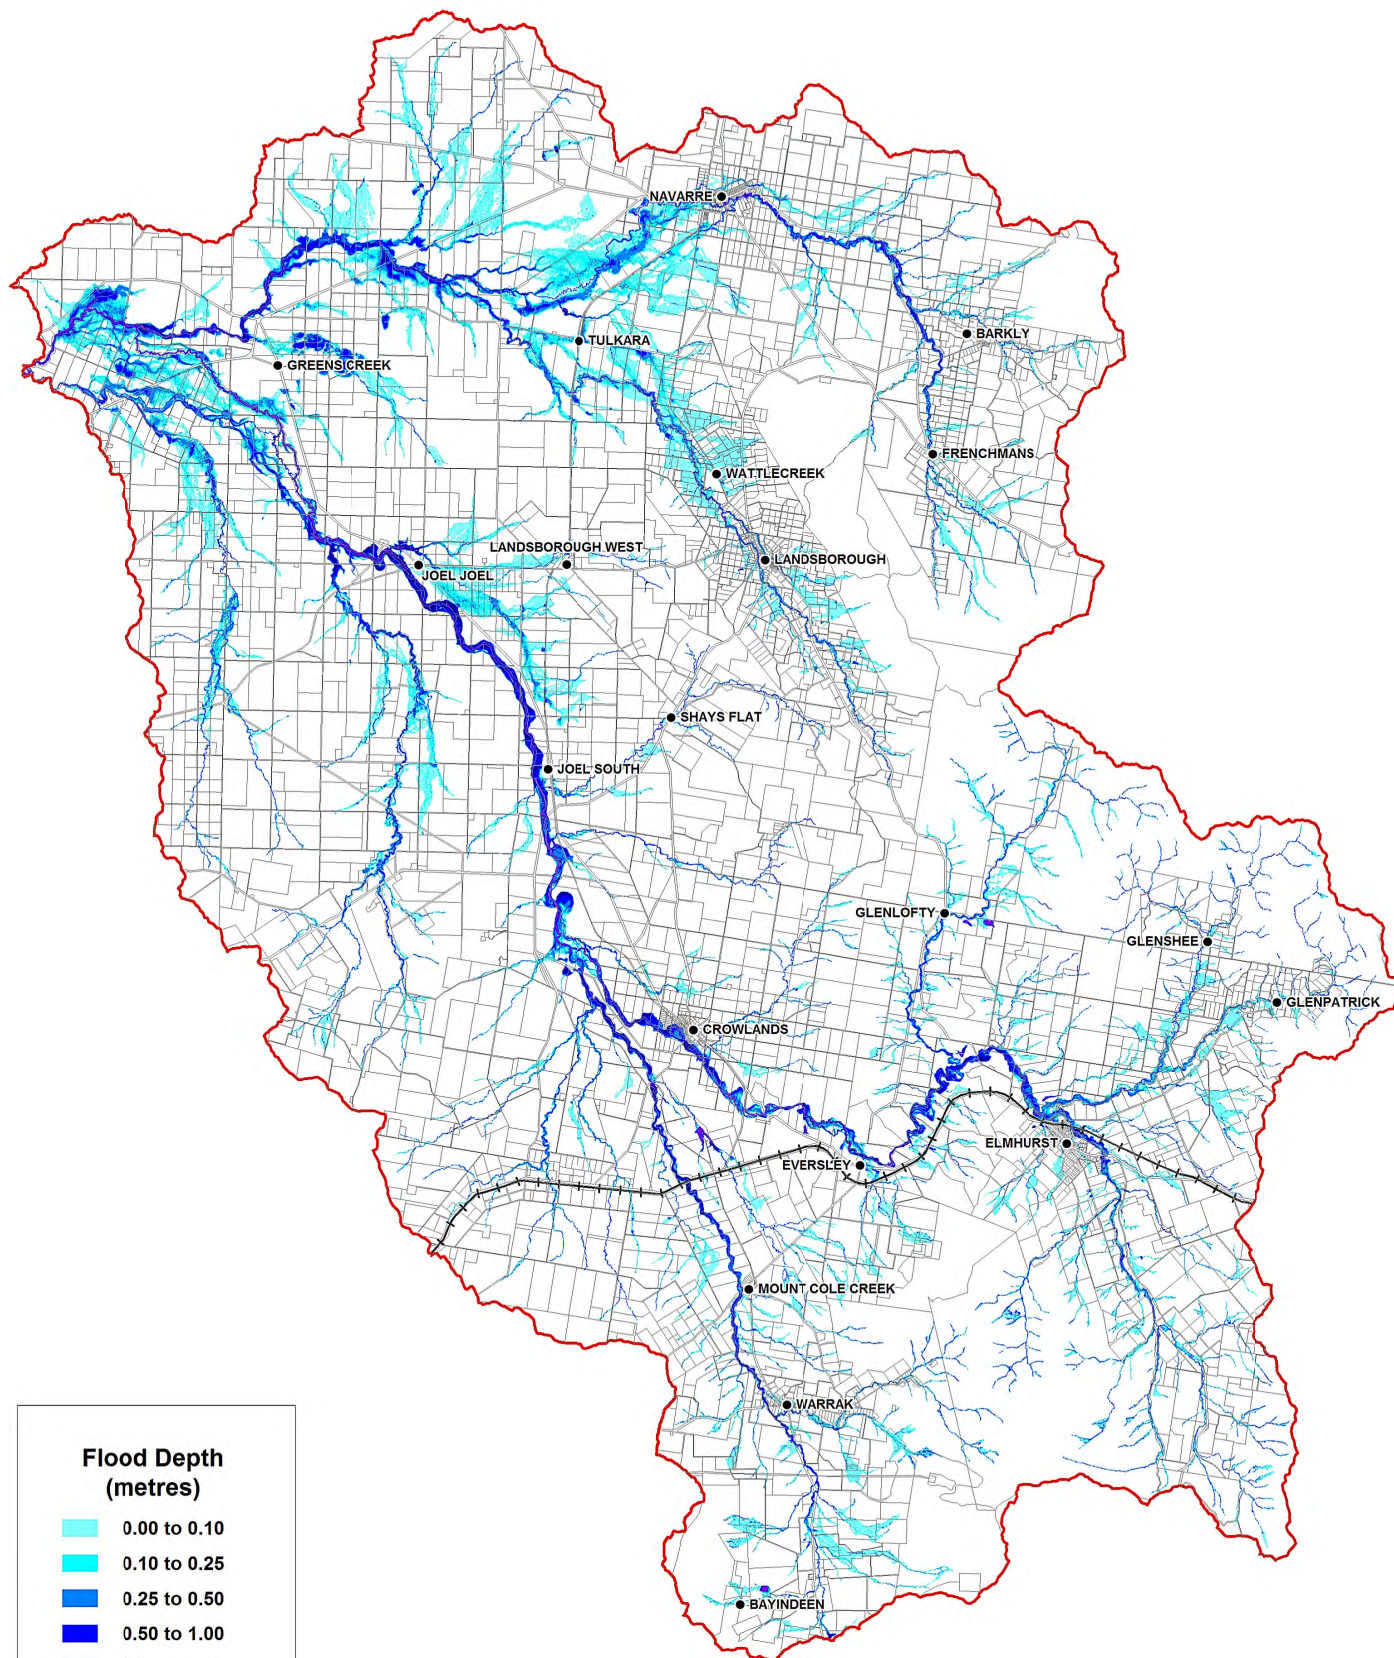 NAVARRE
BARKLY
TULKARA
GREENS CREEK
FRENCHMANS
WATTLECREEK
LANDSBOROUGH WEST
LANDSBOROUGH
JOEL JOEL
SHAYS FLAT
JOEL SOUTH
GLENLOFTY
GLENSHEE
GLENPATRICK
CROWLANDS
ELMHURST
EVERSLEY
MOUNT COLE CREEK
WARRAK
BAYINDEEN
Flood Depth
(metres)
0.00 to 0.10
0.10 to 0.25
0.25 to 0.50
0.50 to 1.00